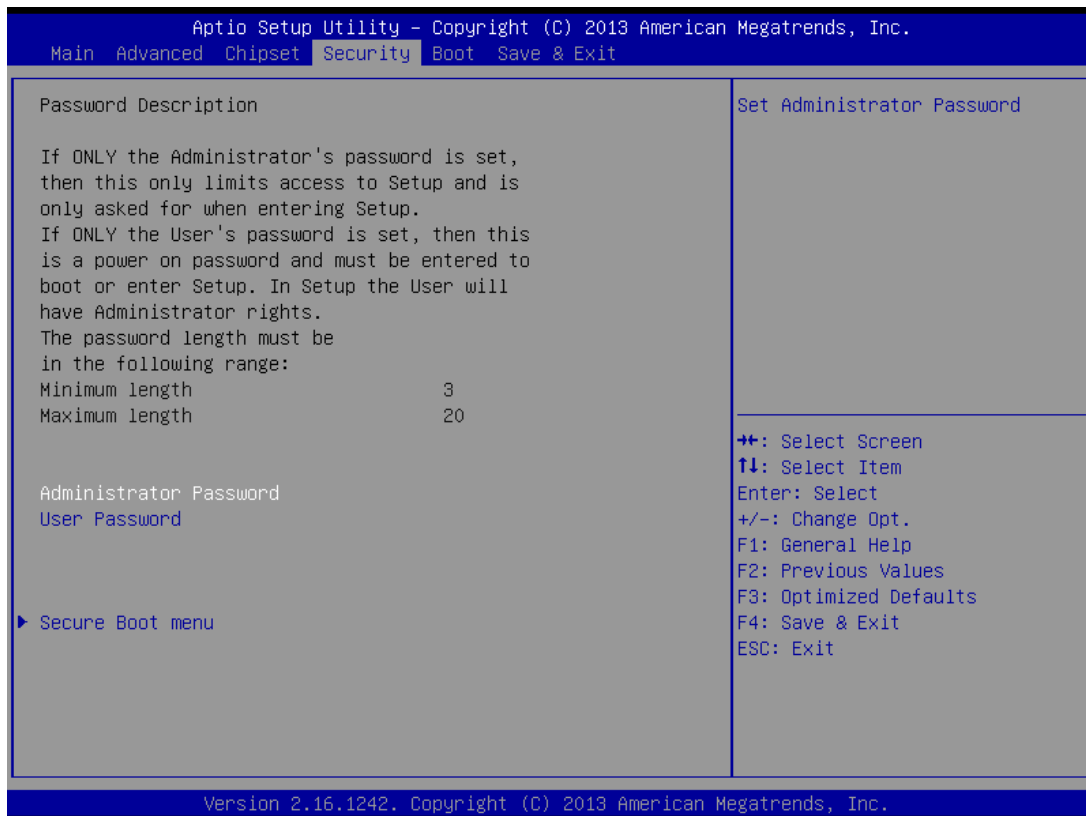 Aptio Setup Utility – Copyright (C) 2013 American Megatrends, Inc.
Main Advanced Chipset Security Boot Save & Exit
Password Description
If ONLY the Administrator's password is set,
then this only limits access to Setup and is
only asked for when entering Setup.
If ONLY the User's password is set, then this
is a power on password and must be entered to
boot or enter Setup. In Setup the User will
have Administrator rights.
The password length must be
in the following range:
Minimum length 3
Maximum length 20
Administrator Password
User Password
Secure Boot menu
Set Administrator Password
→←: Select Screen
↑↓: Select Item
Enter: Select
+/-: Change Opt.
F1: General Help
F2: Previous Values
F3: Optimized Defaults
F4: Save & Exit
ESC: Exit
Version 2.16.1242. Copyright (C) 2013 American Megatrends, Inc.